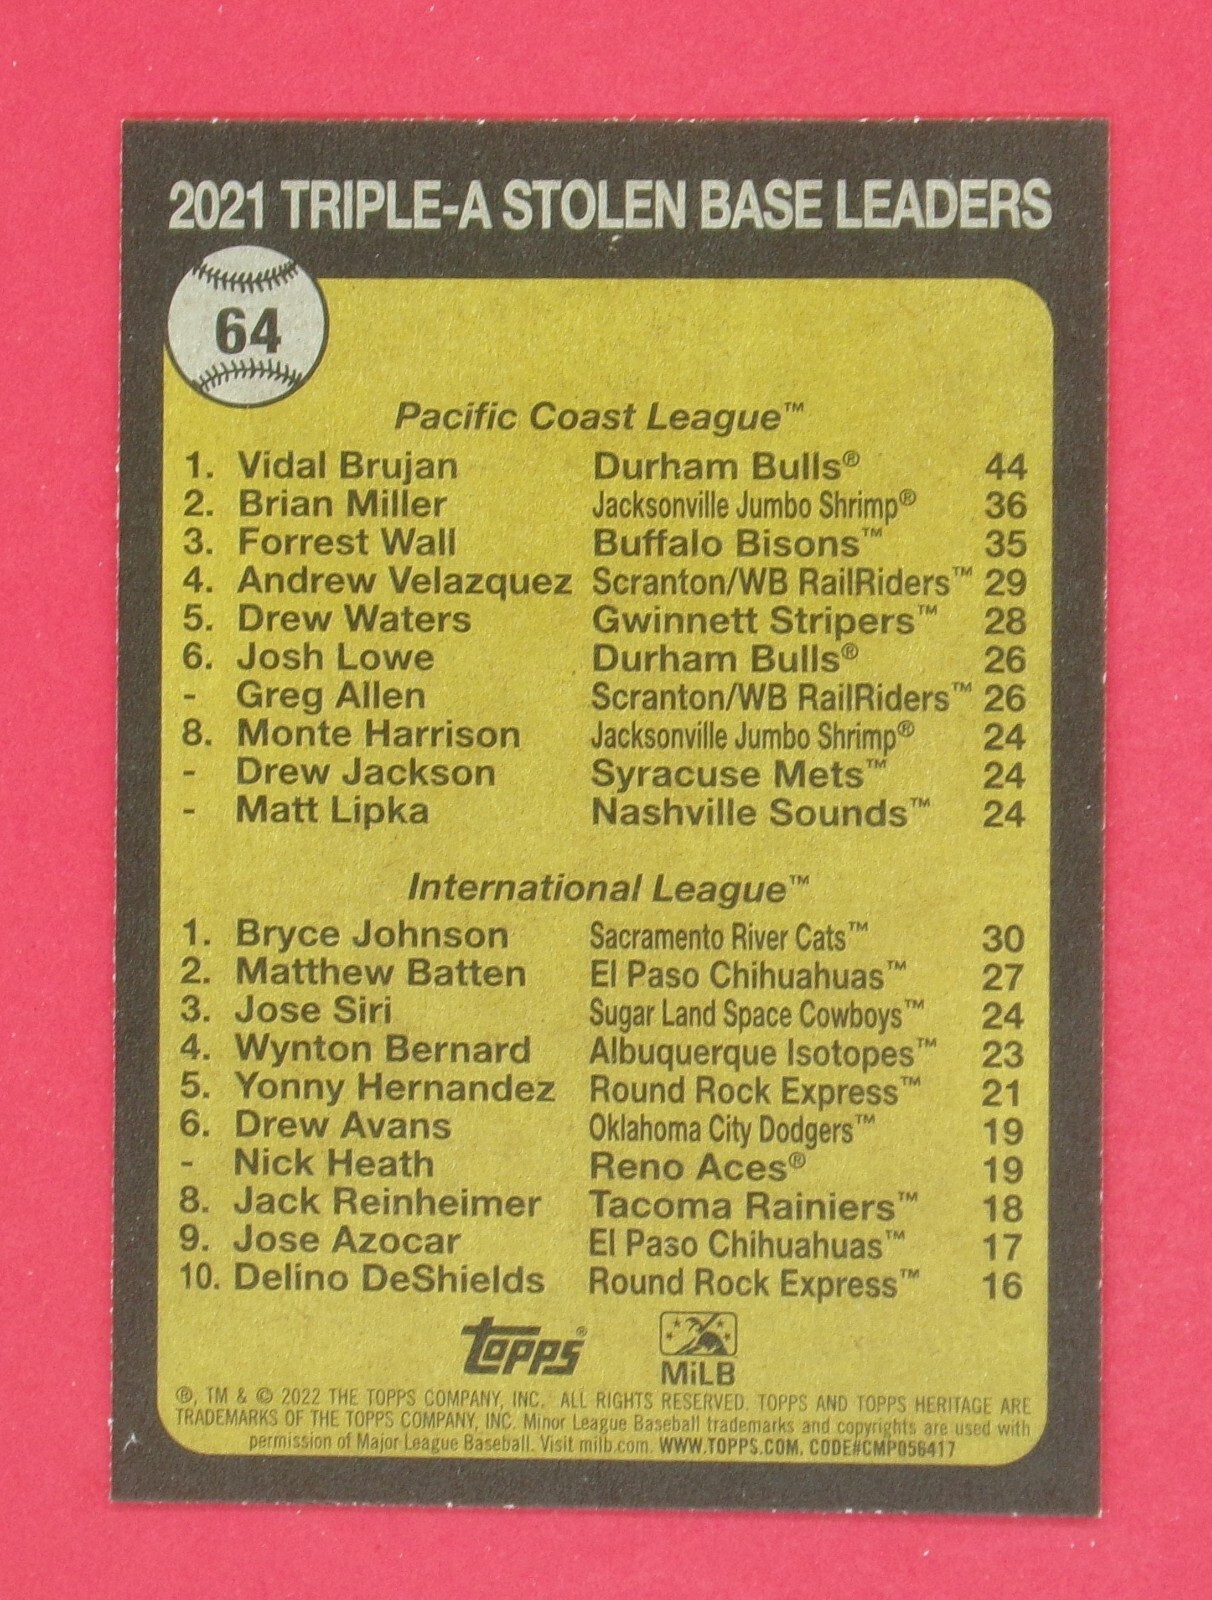 2021 TRIPLE-A STOLEN BASE LEADERS
64
Pacific Coast League™
1. Vidal Brujan Durham Bulls® 44
2. Brian Miller Jacksonville Jumbo Shrimp® 36
3. Forrest Wall Buffalo Bisons™ 35
4. Andrew Velazquez Scranton/WB RailRiders™ 29
5. Drew Waters Gwinnett Stripers™ 28
6. Josh Lowe Durham Bulls® 26
- Greg Allen Scranton/WB RailRiders™ 26
8. Monte Harrison Jacksonville Jumbo Shrimp® 24
- Drew Jackson Syracuse Mets™ 24
- Matt Lipka Nashville Sounds™ 24
International League™
1. Bryce Johnson Sacramento River Cats™ 30
2. Matthew Batten El Paso Chihuahuas™ 27
3. Jose Siri Sugar Land Space Cowboys™ 24
4. Wynton Bernard Albuquerque Isotopes™ 23
5. Yonny Hernandez Round Rock Express™ 21
6. Drew Avans Oklahoma City Dodgers™ 19
- Nick Heath Reno Aces® 19
8. Jack Reinheimer Tacoma Rainiers™ 18
9. Jose Azocar El Paso Chihuahuas™ 17
10. Delino DeShields Round Rock Express™ 16
Topps® MiLB
®, TM & © 2022 THE TOPPS COMPANY, INC. ALL RIGHTS RESERVED. TOPPS AND TOPPS HERITAGE ARE
TRADEMARKS OF THE TOPPS COMPANY, INC. Minor League Baseball trademarks and copyrights are used with
permission of Major League Baseball. Visit milb.com. WWW.TOPPS.COM. CODE#CMP056417